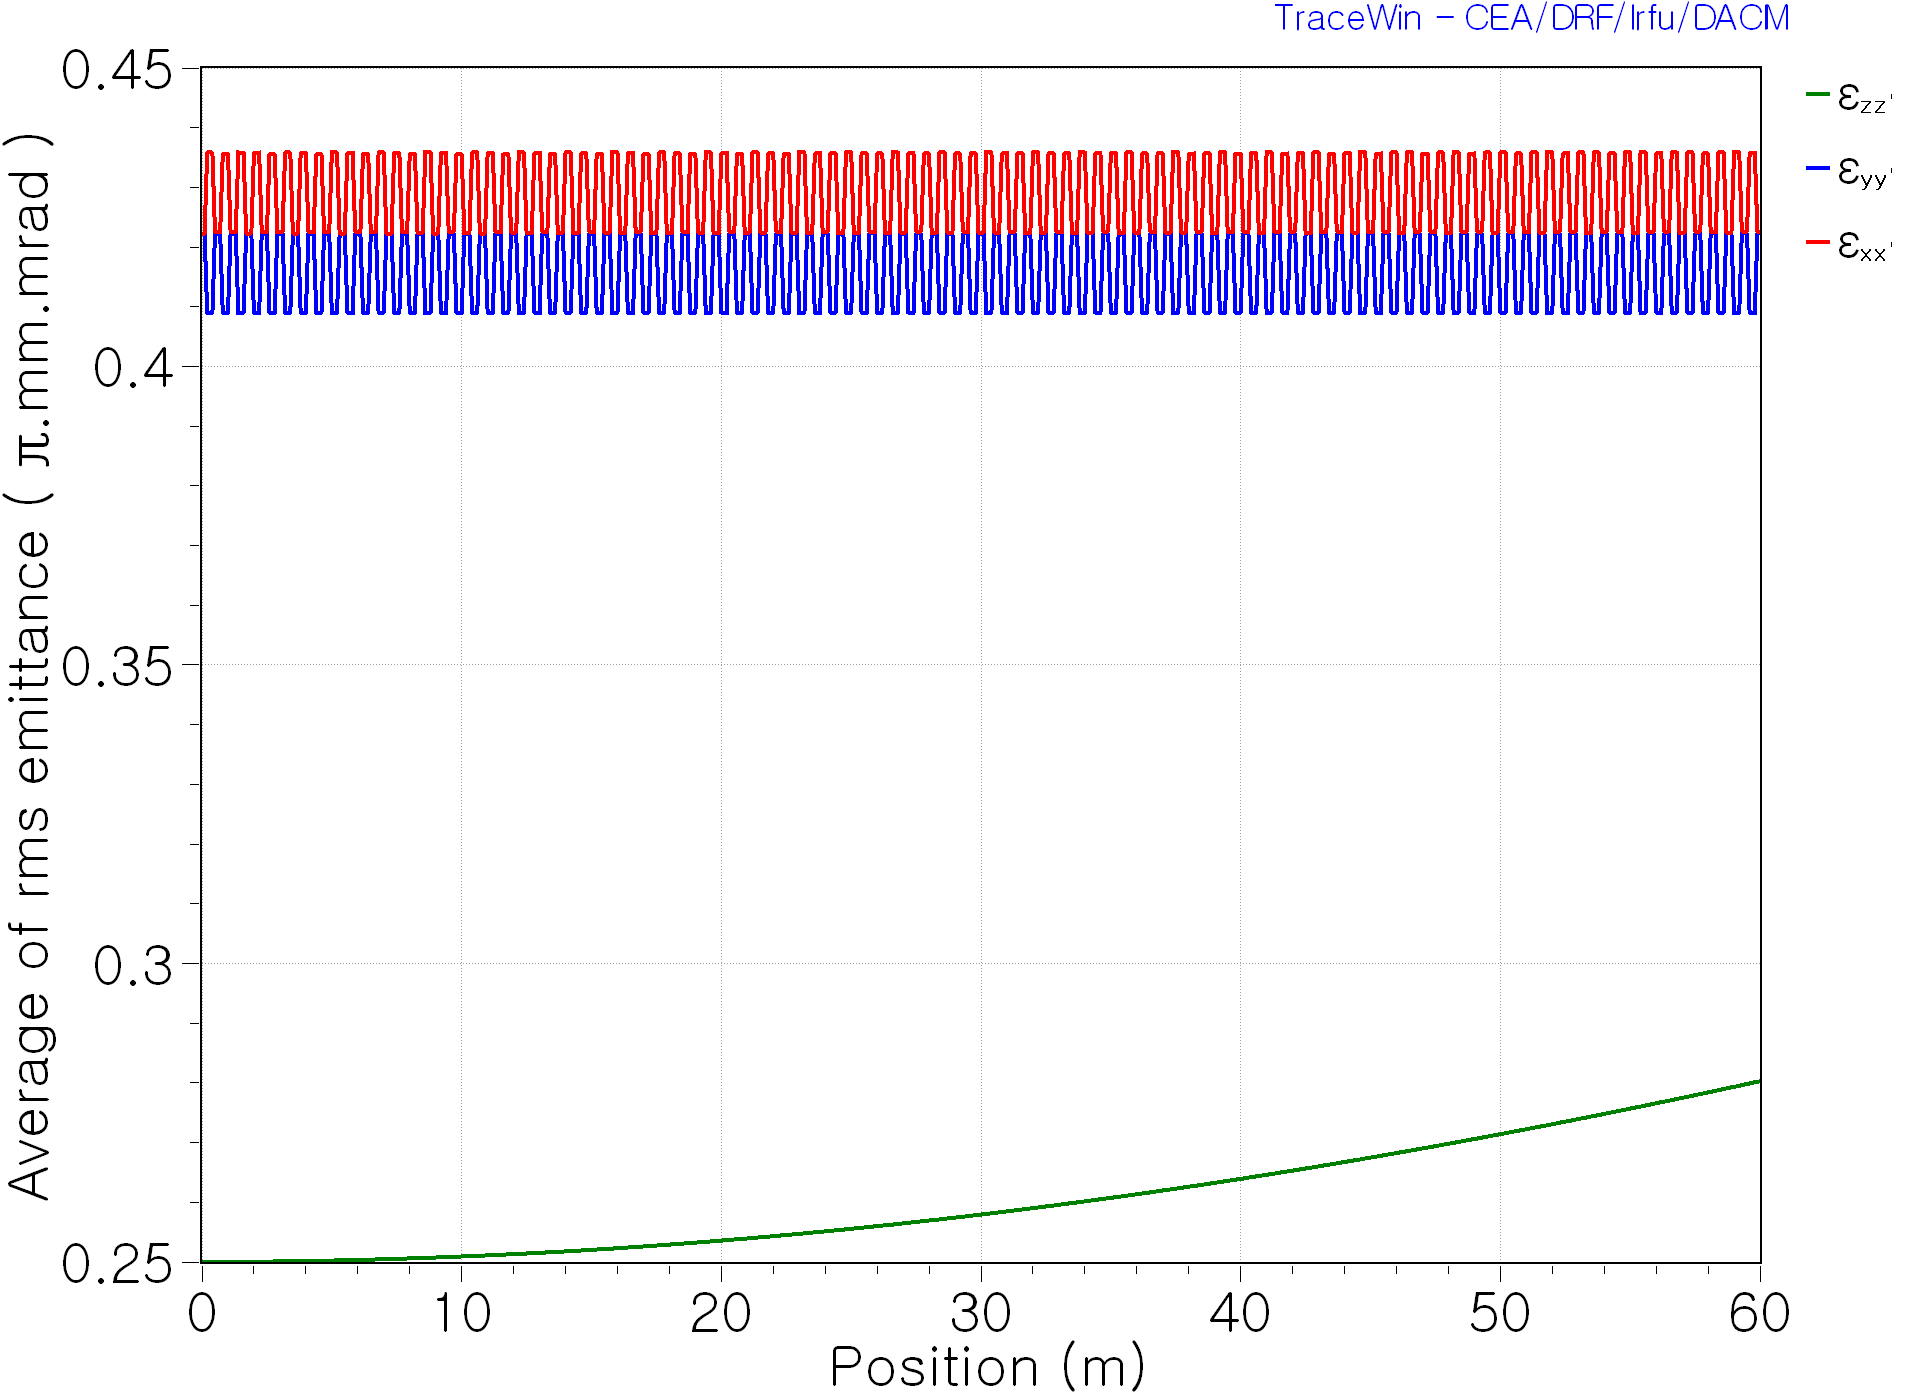 TraceWin - CEA/DRF/Irfu/DACM
Average of rms emittance ( π.mm.mrad )
0.45
0.4
0.35
0.3
0.25
0 10 20 30 40 50 60
Position (m)
εzz'
εyy'
εxx'